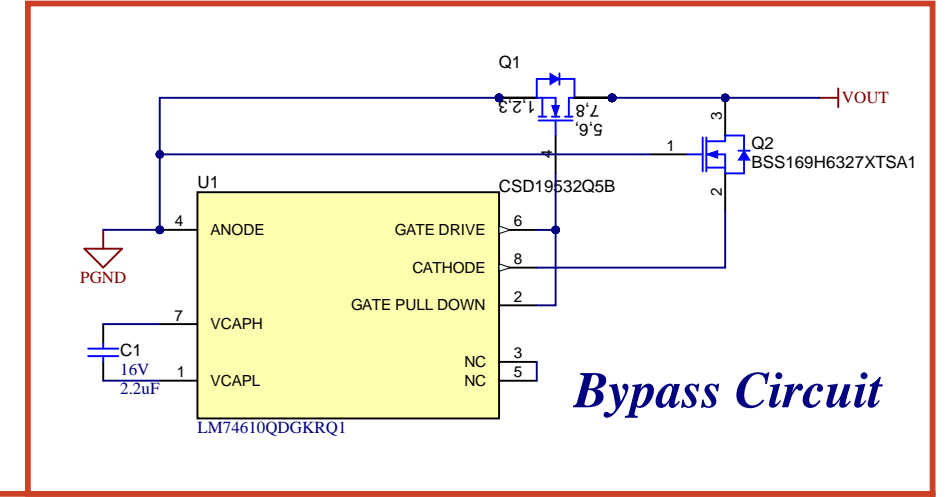 Q1
1,2,3
5,6,
7,8
4
VOUT
3
1
Q2
BSS169H6327XTSA1
2
U1
CSD19532Q5B
4
ANODE
GATE DRIVE
6
PGND
CATHODE
8
GATE PULL DOWN
2
7
VCAPH
C1
16V
2.2uF
1
VCAPL
NC
3
NC
5
Bypass Circuit
LM74610QDGKRQ1